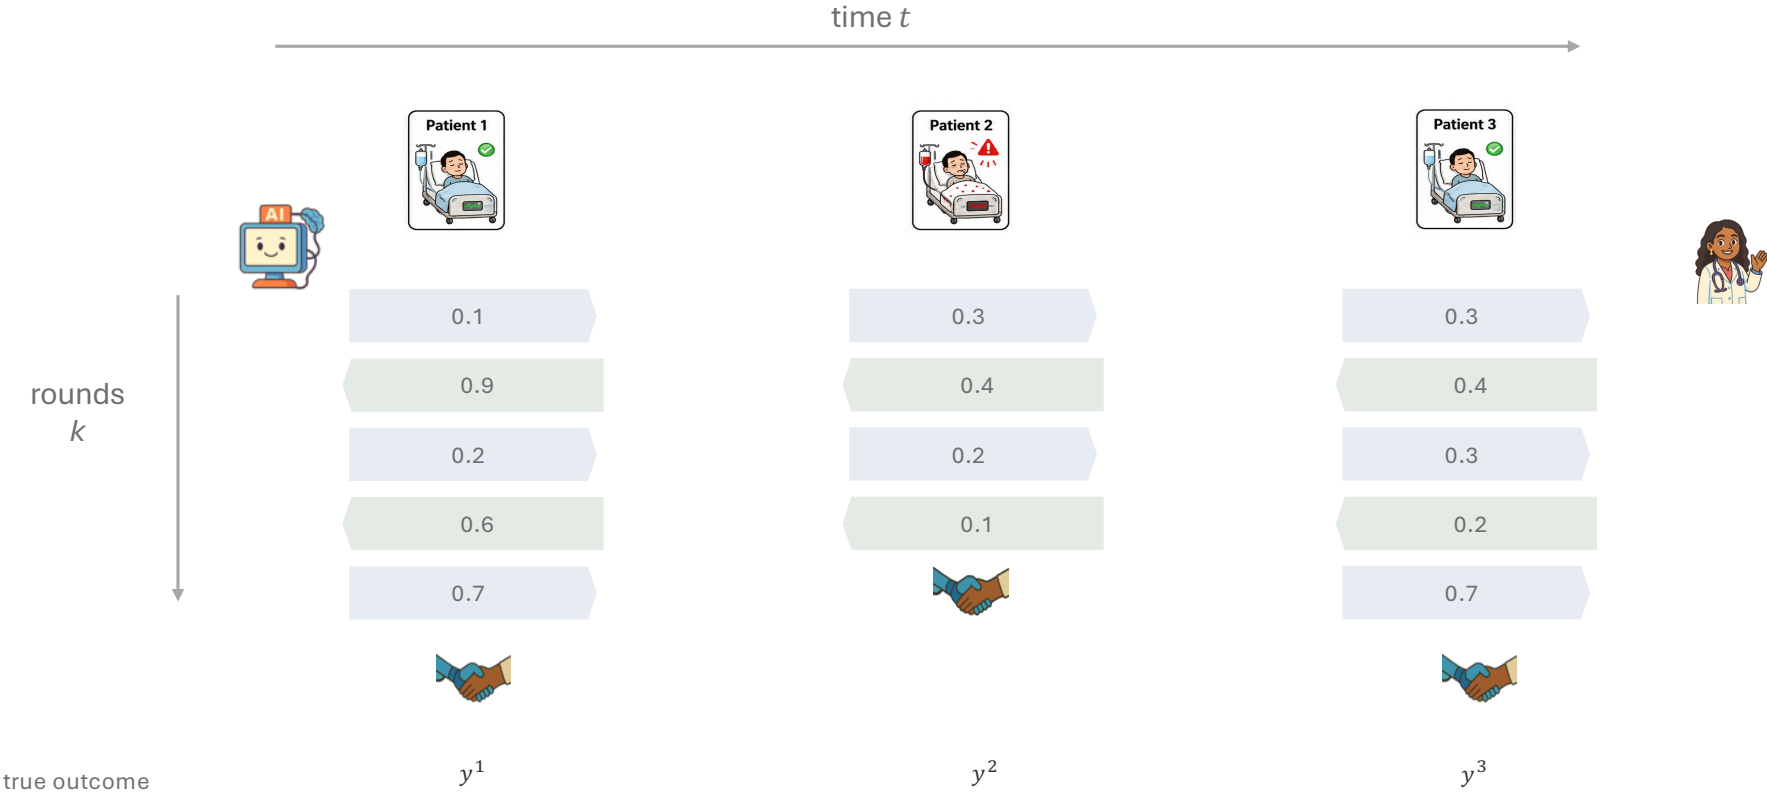 time t
Patient 1
Patient 2
Patient 3
AI
0.1
0.3
0.3
0.9
0.4
0.4
rounds
k
0.2
0.2
0.3
0.6
0.1
0.2
0.7
0.7
true outcome
y¹
y²
y³